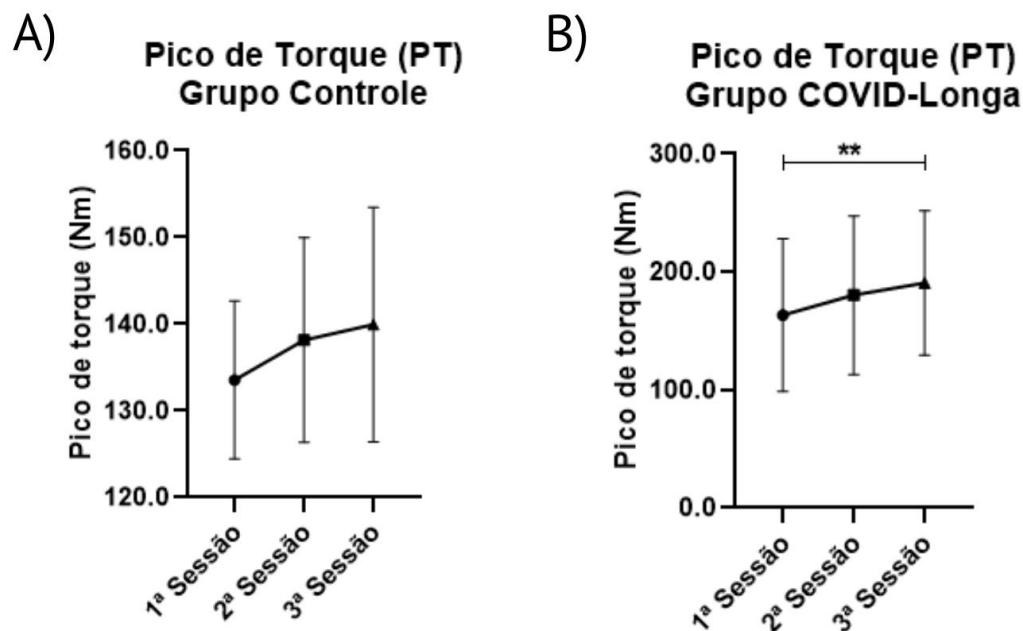 A)
Pico de Torque (PT)
Grupo Controle
160.0
150.0
140.0
130.0
120.0
Pico de torque (Nm)
1ª Sessão
2ª Sessão
3ª Sessão
B)
Pico de Torque (PT)
Grupo COVID-Longa
300.0
200.0
100.0
0.0
Pico de torque (Nm)
**
1ª Sessão
2ª Sessão
3ª Sessão